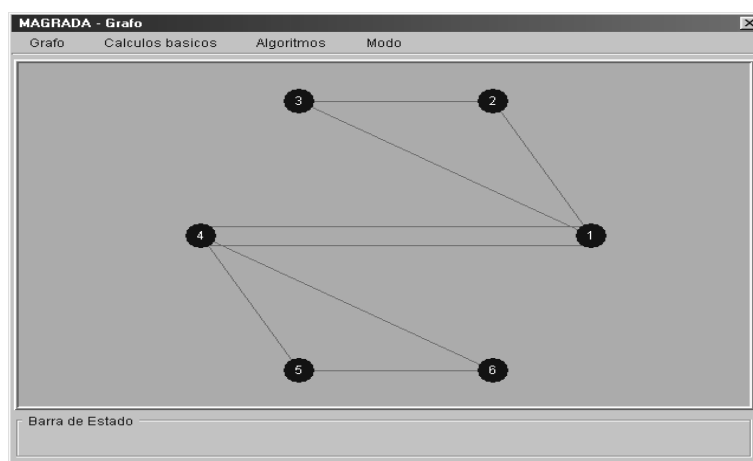 MAGRADA - Grafo
Grafo Calculos basicos Algoritmos Modo
3 2
4 1
5 6
Barra de Estado